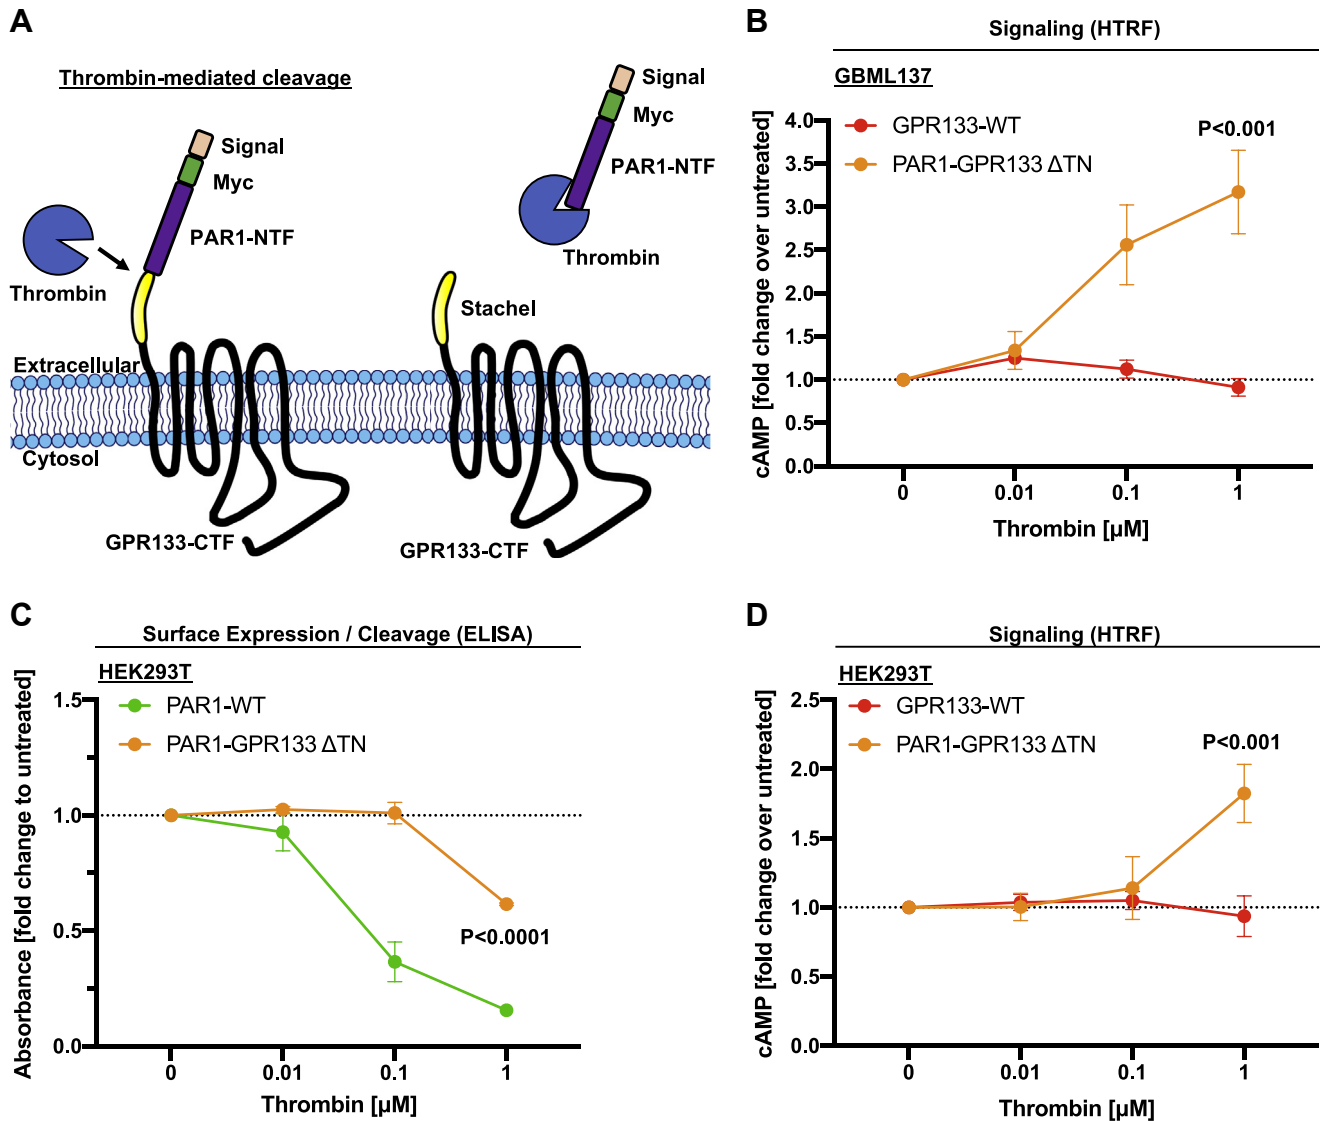 A
Thrombin-mediated cleavage
Signal
Myc
PAR1-NTF
Thrombin
Signal
Myc
PAR1-NTF
Thrombin
Stachel
Extracellular
Cytosol
GPR133-CTF
GPR133-CTF
B
Signaling (HTRF)
GBML137
GPR133-WT
PAR1-GPR133 ΔTN
P<0.001
cAMP [fold change over untreated]
4.0
3.5
3.0
2.5
2.0
1.5
1.0
0.5
0.0
0 0.01 0.1 1
Thrombin [μM]
C
Surface Expression / Cleavage (ELISA)
HEK293T
PAR1-WT
PAR1-GPR133 ΔTN
P<0.0001
Absorbance [fold change to untreated]
1.5
1.0
0.5
0.0
0 0.01 0.1 1
Thrombin [μM]
D
Signaling (HTRF)
HEK293T
GPR133-WT
PAR1-GPR133 ΔTN
P<0.001
cAMP [fold change over untreated]
2.5
2.0
1.5
1.0
0.5
0.0
0 0.01 0.1 1
Thrombin [μM]